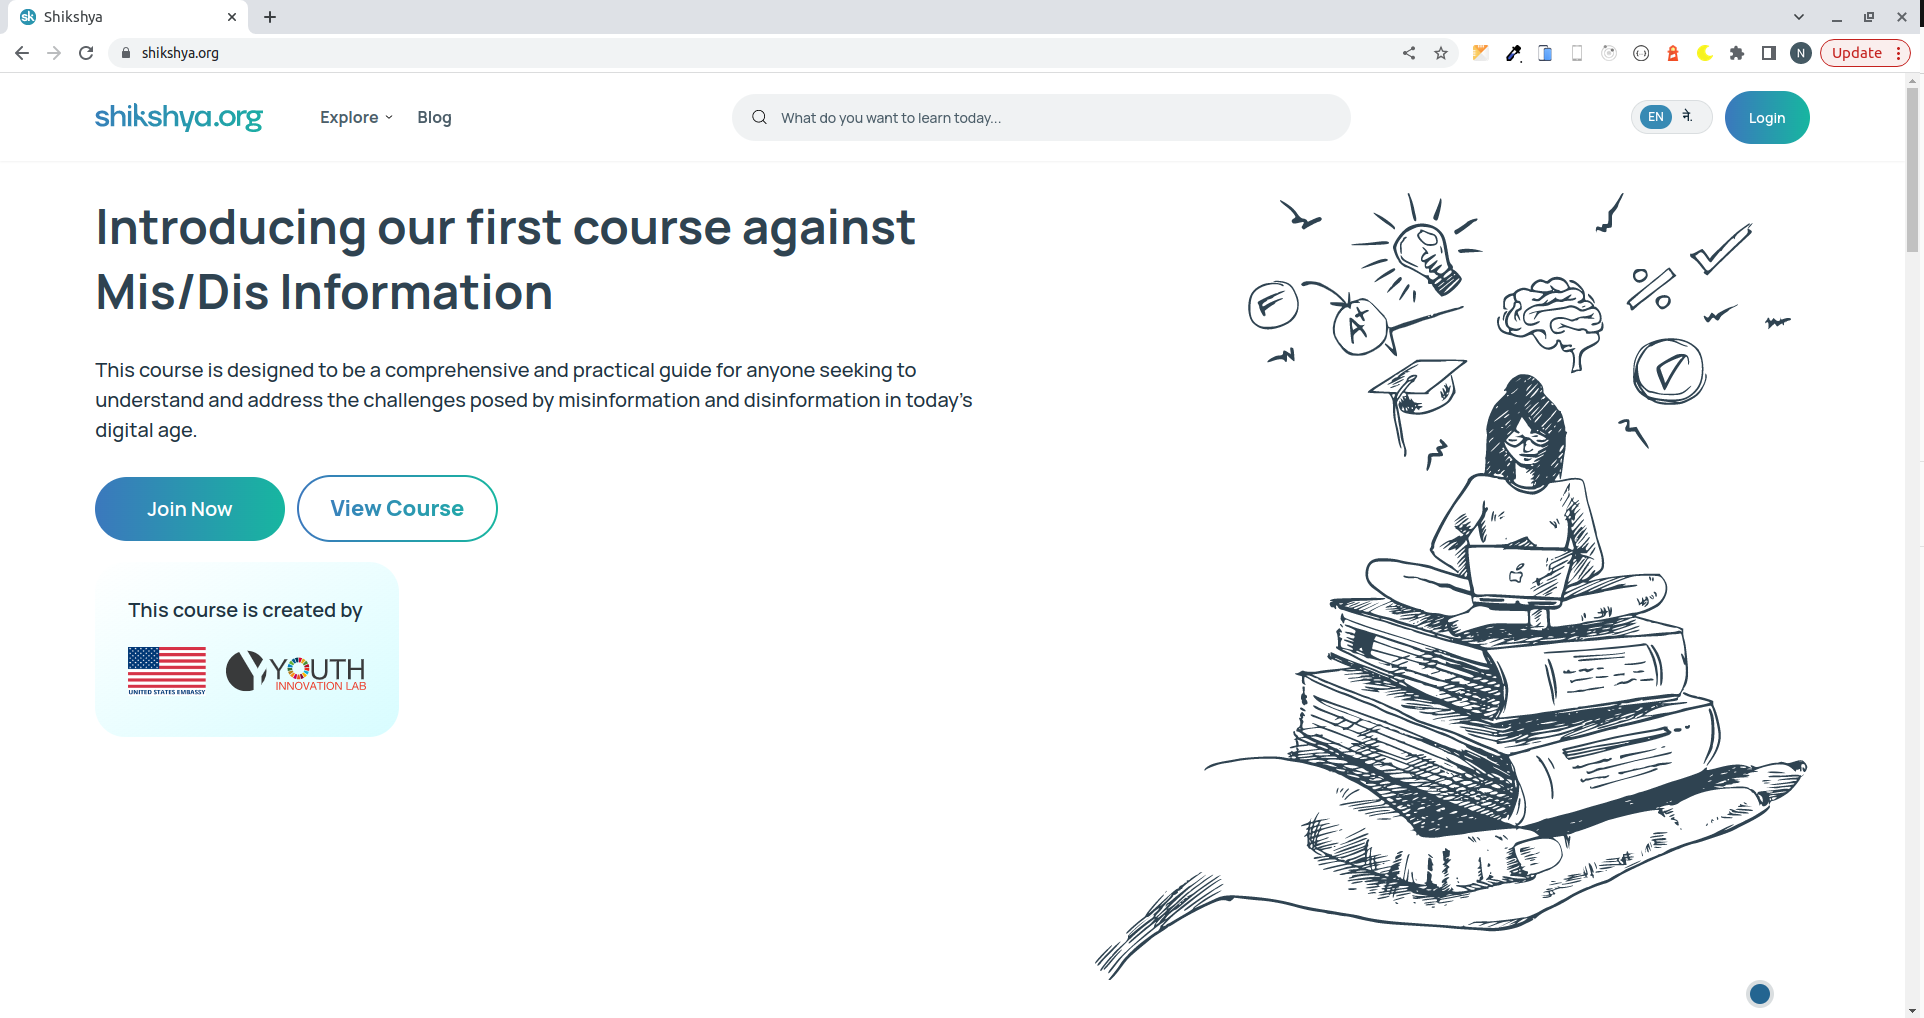 sk Shikshya
shikshya.org
N Update
shikshya.org Explore Blog What do you want to learn today... EN ने. Login
Introducing our first course against
Mis/Dis Information
This course is designed to be a comprehensive and practical guide for anyone seeking to
understand and address the challenges posed by misinformation and disinformation in today's
digital age.
Join Now View Course
This course is created by
UNITED STATES EMBASSY
YOUTH
INNOVATION LAB
F
A+
%